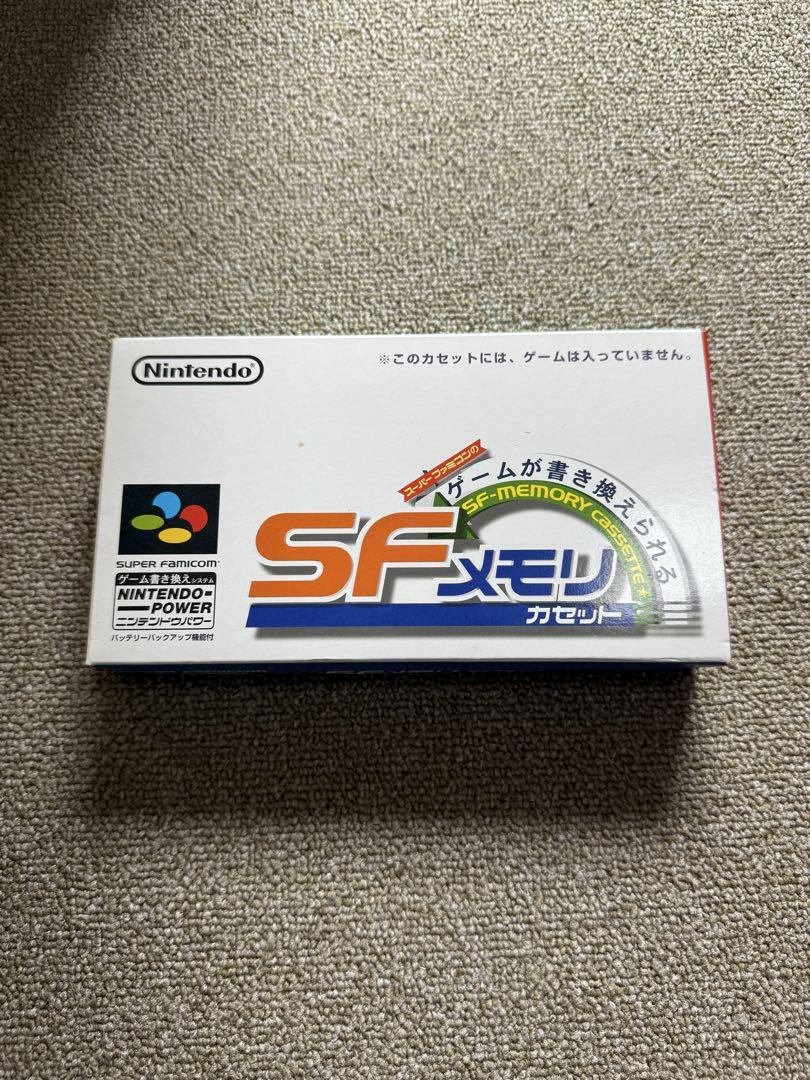 Nintendo®
※このカセットには、ゲームは入っていません。
スーパーファミコンの
ゲームが書き換えられる
SF-MEMORY CASSETTE★
SFメモリ
カセット
SUPER FAMICOM
ゲーム書き換えシステム
NINTENDO-
POWER
ニンテンドウパワー
バッテリーバックアップ機能付